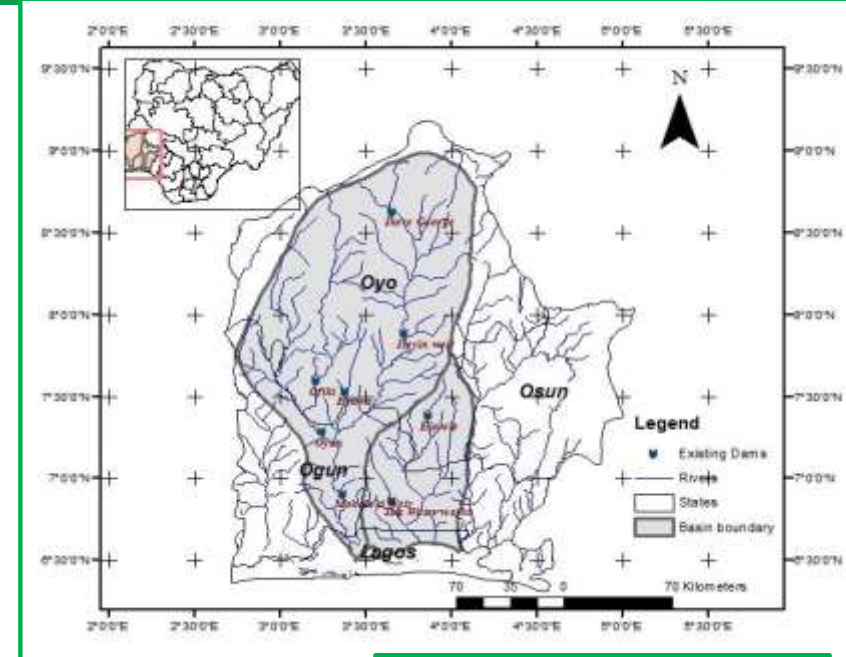 2°0'0"E 2°30'0"E 3°0'0"E 3°30'0"E 4°0'0"E 4°30'0"E 5°0'0"E 5°30'0"E
9°30'0"N 9°30'0"N
N
9°0'0"N 9°0'0"N
8°30'0"N 8°30'0"N
Oyo
8°0'0"N 8°0'0"N
7°30'0"N 7°30'0"N
Osun
Legend
Existing Dams
Ogun
7°0'0"N 7°0'0"N
Rivers
States
Basin boundary
Lagos
6°30'0"N 6°30'0"N
70 35 0 70 Kilometers
2°0'0"E 2°30'0"E 3°0'0"E 3°30'0"E 4°0'0"E 4°30'0"E 5°0'0"E 5°30'0"E